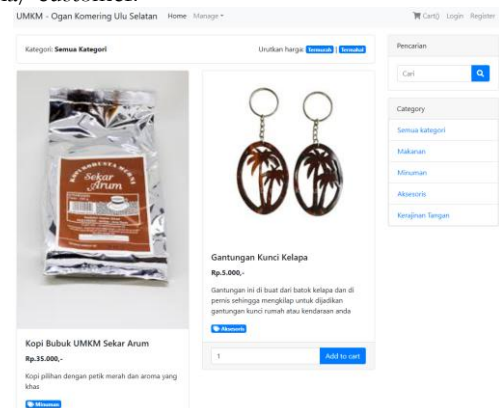 UMKM - Ogan Komering Ulu Selatan Home Manage Cart() Login Register
Kategori: Semua Kategori Urutkan harga: Termurah | Termahal
Pencarian
Cari
Category
Semua kategori
Makanan
Minuman
Aksesoris
Kerajinan Tangan
KOPI ROBUSTA MURNI
Sekar
Arum
Kopi Bubuk UMKM Sekar Arum
Rp.35.000,-
Kopi pilihan dengan petik merah dan aroma yang
khas
Minuman
Gantungan Kunci Kelapa
Rp.5.000,-
Gantungan ini di buat dari batok kelapa dan di
pernis sehingga mengkilap untuk dijadikan
gantungan kunci rumah atau kendaraan anda
Aksesoris
1 Add to cart